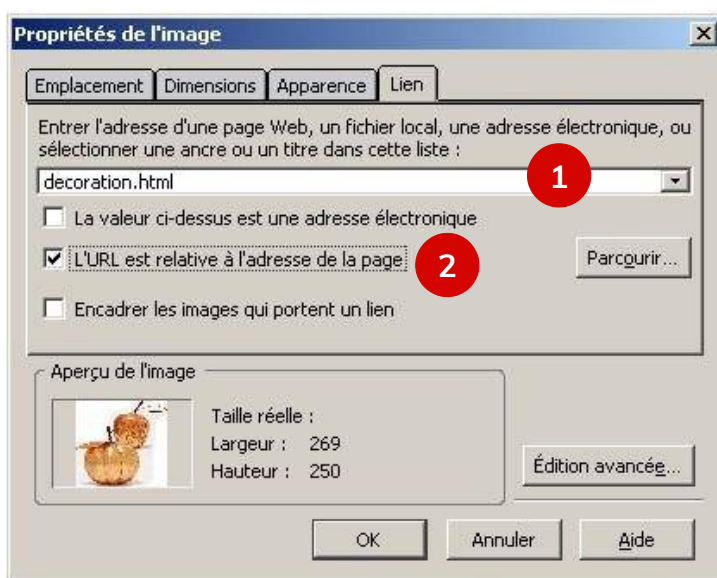 Propriétés de l'image
Emplacement Dimensions Apparence Lien
Entrer l'adresse d'une page Web, un fichier local, une adresse électronique, ou
sélectionner une ancre ou un titre dans cette liste :
decoration.html
1
La valeur ci-dessus est une adresse électronique
L'URL est relative à l'adresse de la page
2
Parcourir...
Encadrer les images qui portent un lien
Aperçu de l'image
Taille réelle :
Largeur : 269
Hauteur : 250
Édition avancée...
OK Annuler Aide